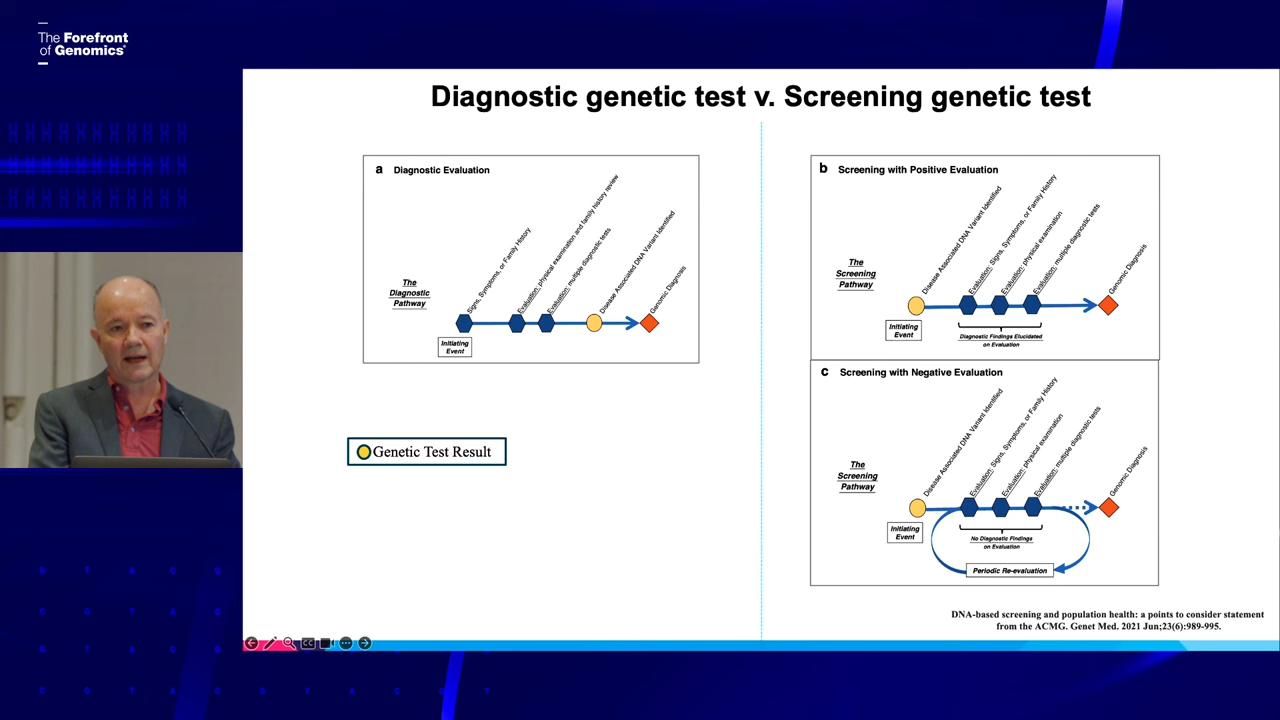 The Forefront
of Genomics®
Diagnostic genetic test v. Screening genetic test
a Diagnostic Evaluation
Signs, Symptoms, or Family History
Evaluation: physical examination and family history review
Evaluation: multiple diagnostic tests
Disease Associated DNA Variant Identified
Genomic Diagnosis
The
Diagnostic
Pathway
Initiating
Event
Genetic Test Result
b Screening with Positive Evaluation
Disease Associated DNA Variant Identified
Evaluation: Signs, Symptoms, or Family History
Evaluation: physical examination
Evaluation: multiple diagnostic tests
Genomic Diagnosis
The
Screening
Pathway
Initiating
Event
Diagnostic Findings Elucidated
on Evaluation
c Screening with Negative Evaluation
Disease Associated DNA Variant Identified
Evaluation: Signs, Symptoms, or Family History
Evaluation: physical examination
Evaluation: multiple diagnostic tests
Genomic Diagnosis
The
Screening
Pathway
Initiating
Event
No Diagnostic Findings
on Evaluation
Periodic Re-evaluation
DNA-based screening and population health: a points to consider statement
from the ACMG. Genet Med. 2021 Jun;23(6):989-995.